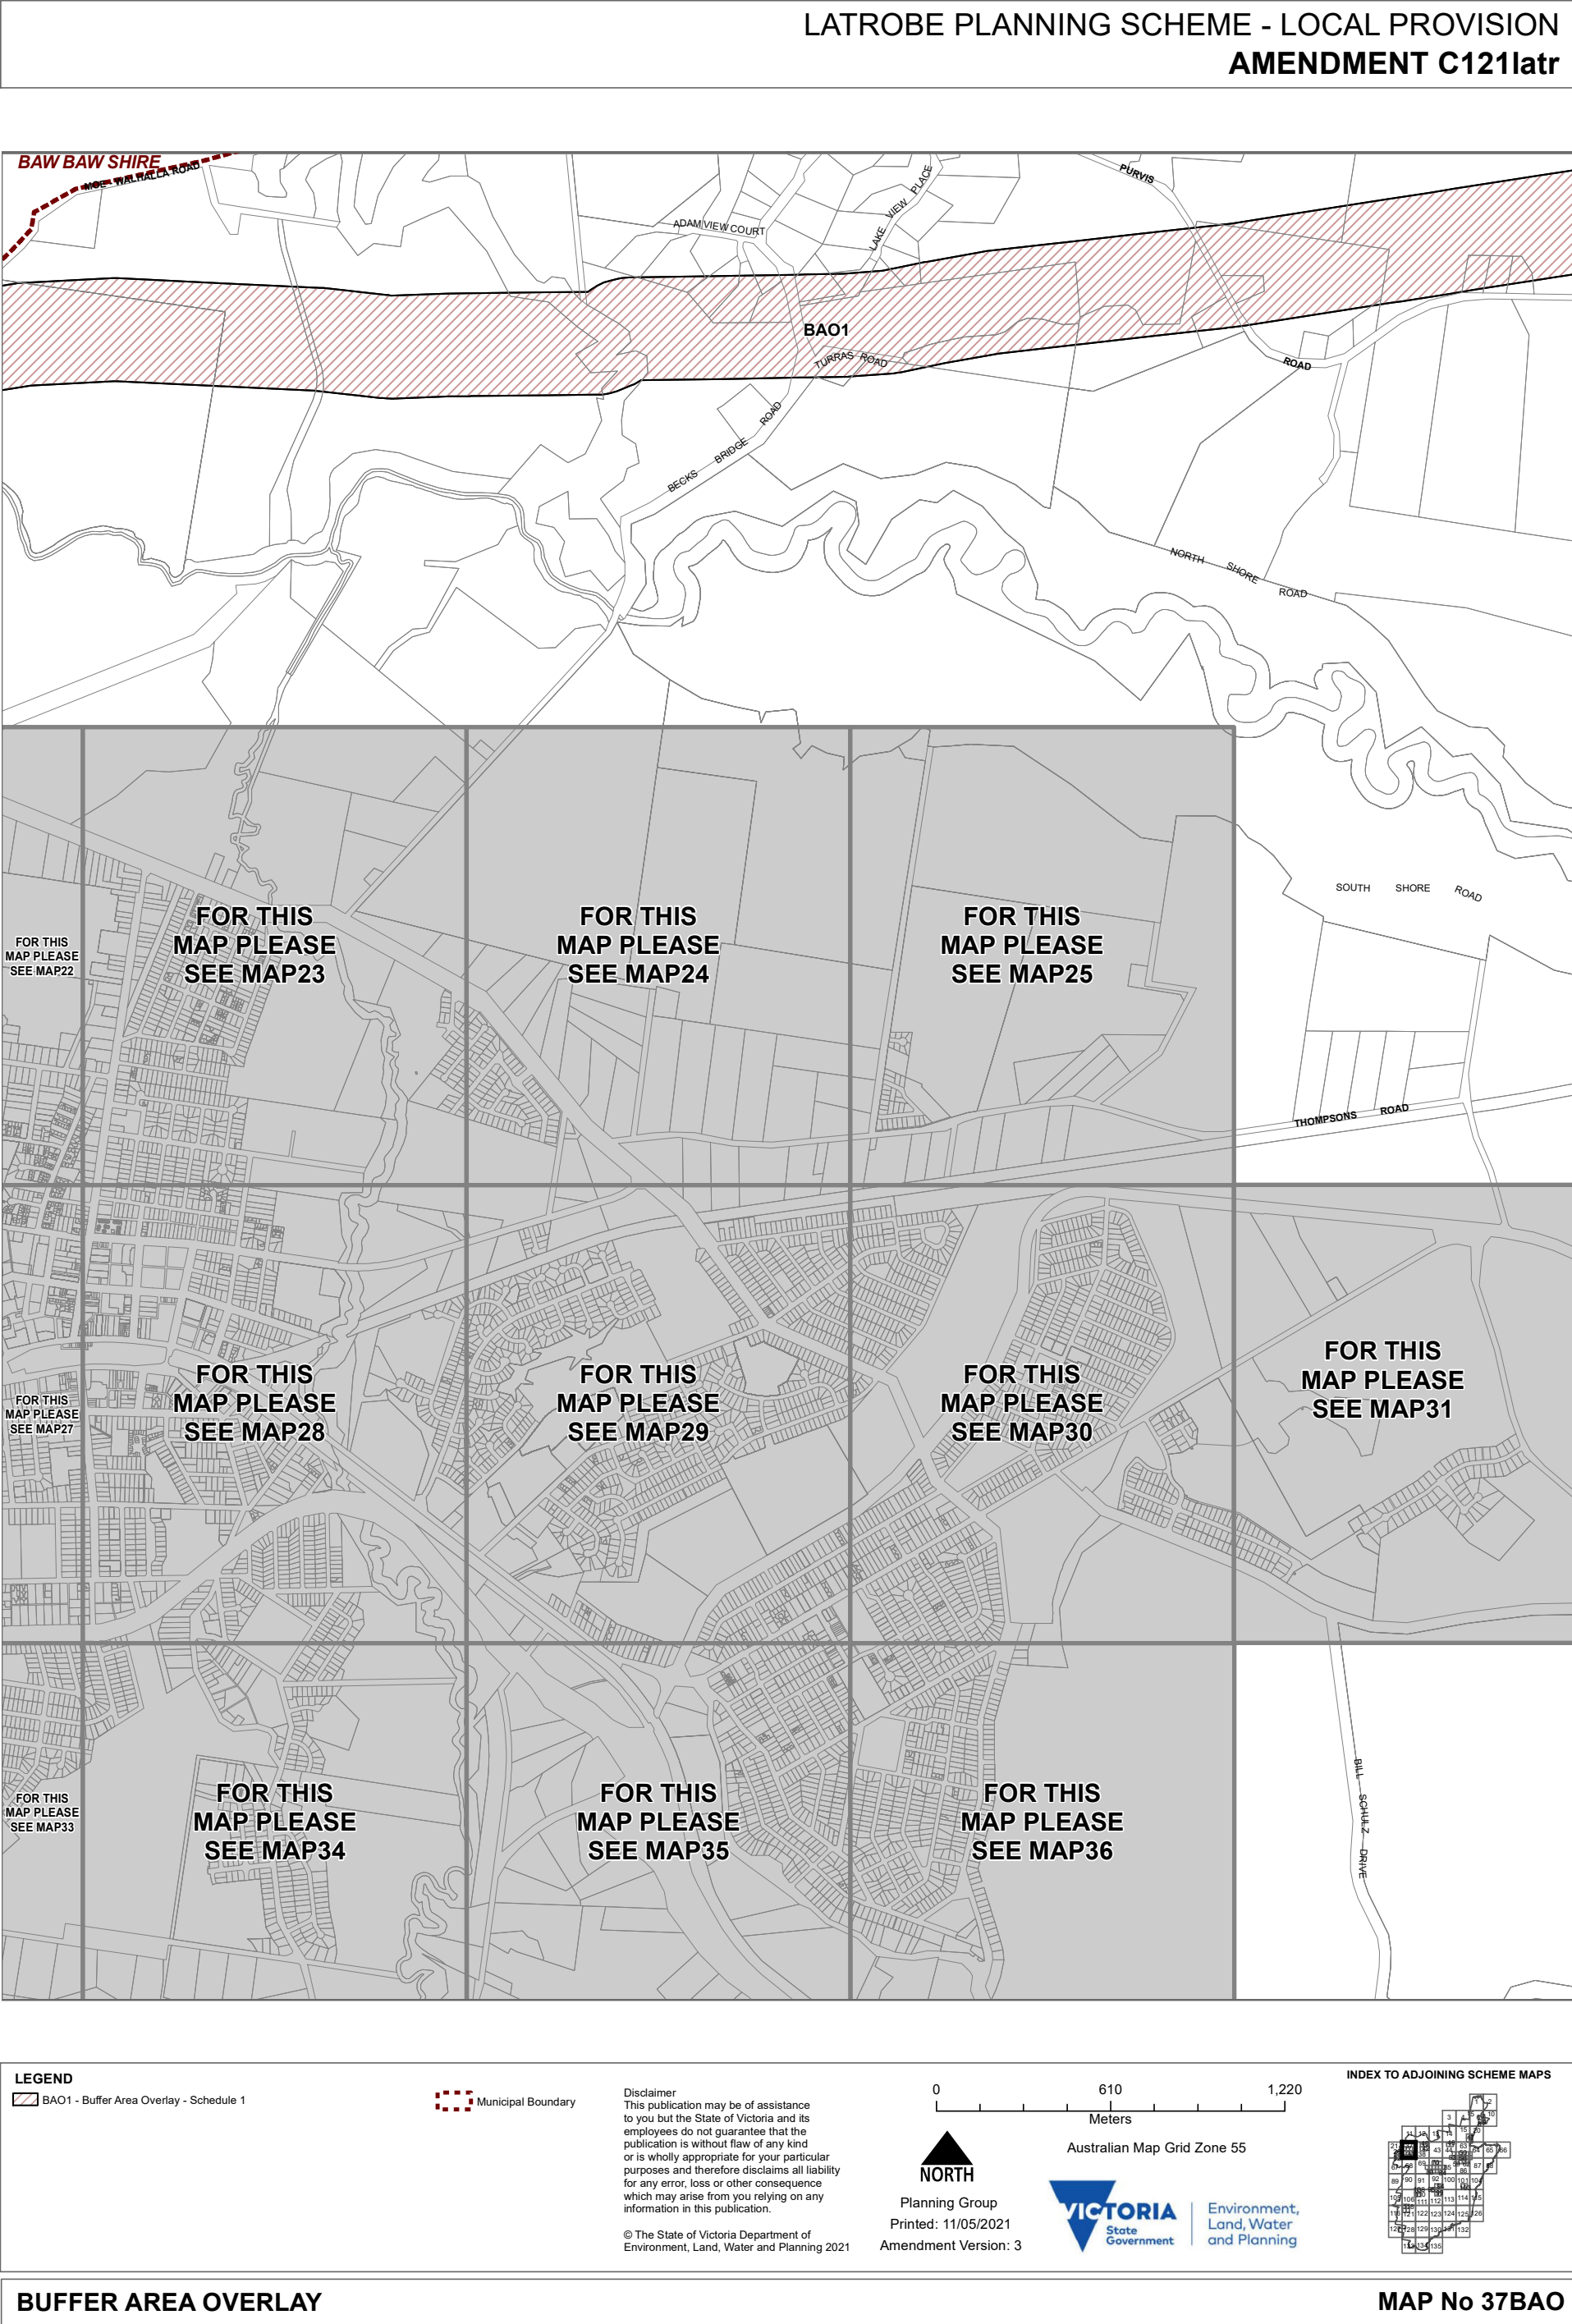 LATROBE PLANNING SCHEME - LOCAL PROVISION
AMENDMENT C121latr
BAW BAW SHIRE
MOE WALHALLA ROAD
ADAM VIEW COURT
LAKE VIEW PLACE
PURVIS
ROAD
BAO1
TURRAS ROAD
BECKS BRIDGE ROAD
NORTH SHORE ROAD
SOUTH SHORE ROAD
THOMPSONS ROAD
BILL SCHULZ DRIVE
FOR THIS
MAP PLEASE
SEE MAP22
FOR THIS
MAP PLEASE
SEE MAP23
FOR THIS
MAP PLEASE
SEE MAP24
FOR THIS
MAP PLEASE
SEE MAP25
FOR THIS
MAP PLEASE
SEE MAP27
FOR THIS
MAP PLEASE
SEE MAP28
FOR THIS
MAP PLEASE
SEE MAP29
FOR THIS
MAP PLEASE
SEE MAP30
FOR THIS
MAP PLEASE
SEE MAP31
FOR THIS
MAP PLEASE
SEE MAP33
FOR THIS
MAP PLEASE
SEE MAP34
FOR THIS
MAP PLEASE
SEE MAP35
FOR THIS
MAP PLEASE
SEE MAP36
LEGEND
BAO1 - Buffer Area Overlay - Schedule 1
Municipal Boundary
Disclaimer
This publication may be of assistance
to you but the State of Victoria and its
employees do not guarantee that the
publication is without flaw of any kind
or is wholly appropriate for your particular
purposes and therefore disclaims all liability
for any error, loss or other consequence
which may arise from you relying on any
information in this publication.
© The State of Victoria Department of
Environment, Land, Water and Planning 2021
0 610 1,220
Meters
Australian Map Grid Zone 55
NORTH
Planning Group
Printed: 11/05/2021
Amendment Version: 3
VICTORIA
State
Government
Environment,
Land, Water
and Planning
INDEX TO ADJOINING SCHEME MAPS
BUFFER AREA OVERLAY
MAP No 37BAO